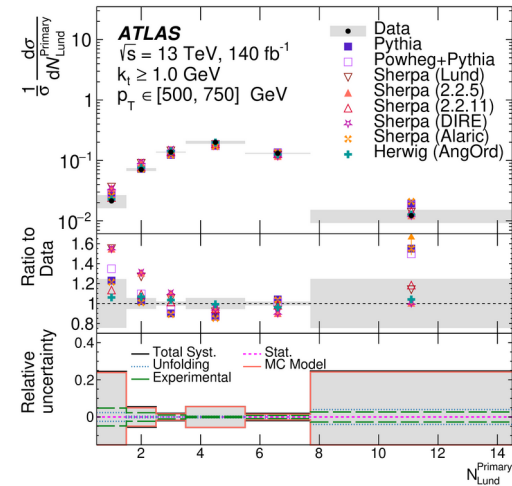 ATLAS
√s = 13 TeV, 140 fb⁻¹
k_t ≥ 1.0 GeV
p_T ∈ [500, 750] GeV
Data
Pythia
Powheg+Pythia
Sherpa (Lund)
Sherpa (2.2.5)
Sherpa (2.2.11)
Sherpa (DIRE)
Sherpa (Alaric)
Herwig (AngOrd)
1/σ dσ/dN_Lund^Primary
10
1
10⁻¹
10⁻²
Ratio to
Data
1.6
1.4
1.2
1
0.8
Relative
uncertainty
0.4
0.2
0
Total Syst.
Stat.
Unfolding
MC Model
Experimental
2 4 6 8 10 12 14
N_Lund^Primary